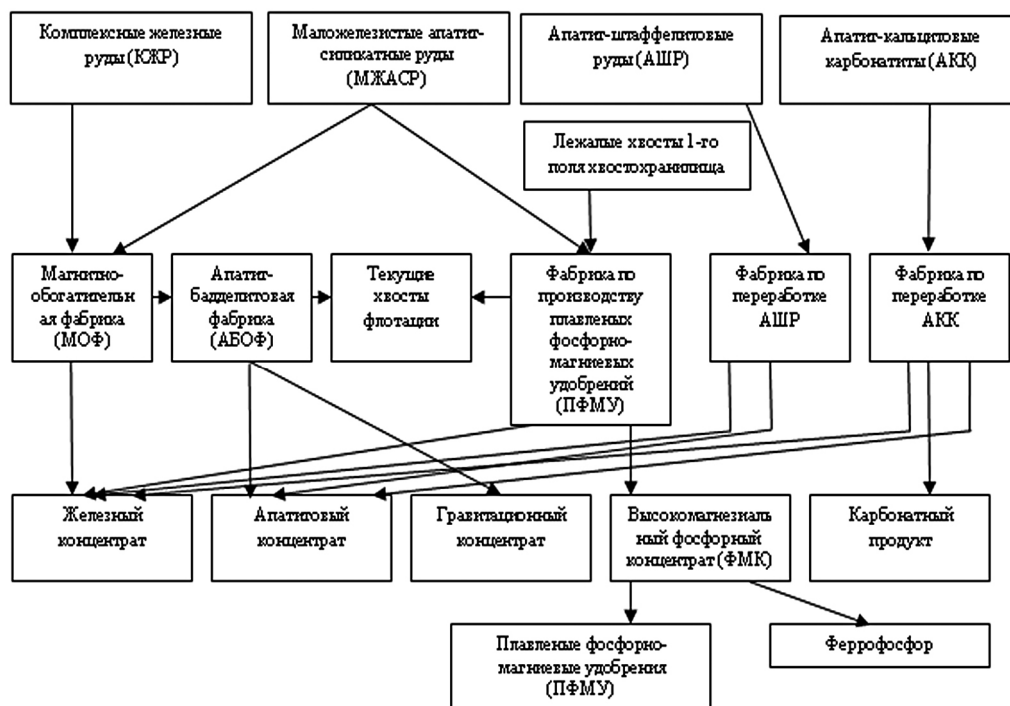 Комплексные железные
руды (КЖР)
Маложелезистые апатит-
силикатные руды
(МЖАСР)
Апатит-штаффелитовые
руды (АШР)
Апатит-кальцитовые
карбонатиты (АКК)
Лежалые хвосты 1-го
поля хвостохранилища
Магнитно-
обогатительн
ая фабрика
(МОФ)
Апатит-
бадделитовая
фабрика
(АБОФ)
Текущие
хвосты
флотации
Фабрика по
производству
плавленых
фосфорно-
магниевых
удобрений
(ПФМУ)
Фабрика по
переработке
АШР
Фабрика по
переработке
АКК
Железный
концентрат
Апатитовый
концентрат
Гравитационный
концентрат
Высокомагнезиаль
ный фосфорный
концентрат (ФМК)
Карбонатный
продукт
Плавленые фосфорно-
магниевые удобрения
(ПФМУ)
Феррофосфор